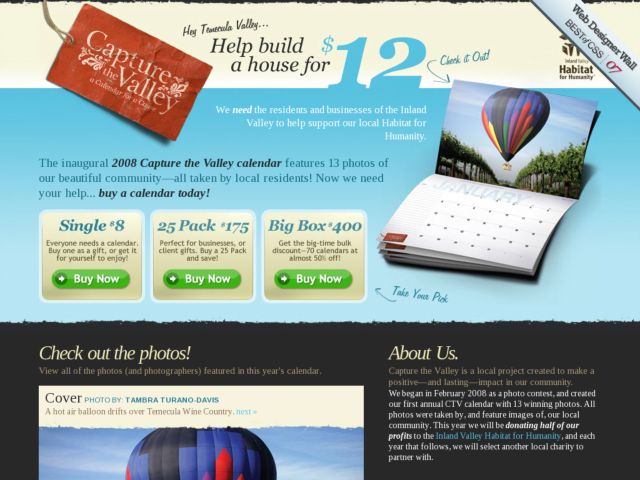 Hey Temecula Valley...
Help build
a house for $12
Check it Out!
Web Designer Wall
BEST of CSS '07
Capture
the Valley
a Calendar for a Cause
Inland Valley
Habitat
for Humanity
We need the residents and businesses of the Inland
Valley to help support our local Habitat for
Humanity.
The inaugural 2008 Capture the Valley calendar features 13 photos of
our beautiful community—all taken by local residents! Now we need
your help... buy a calendar today!
JANUARY
Single $8
Everyone needs a calendar.
Buy one as a gift, or get it
for yourself to enjoy!
Buy Now
25 Pack $175
Perfect for businesses, or
client gifts. Buy a 25 Pack
and save!
Buy Now
Big Box $400
Get the big-time bulk
discount—70 calendars at
almost 50% off!
Buy Now
Take Your Pick
Check out the photos!
View all of the photos (and photographers) featured in this year's calendar.
Cover PHOTO BY: TAMBRA TURANO-DAVIS
A hot air balloon drifts over Temecula Wine Country. next »
About Us.
Capture the Valley is a local project created to make a
positive—and lasting—impact in our community.
We began in February 2008 as a photo contest, and created
our first annual CTV calendar with 13 winning photos. All
photos were taken by, and feature images of, our local
community. This year we will be donating half of our
profits to the Inland Valley Habitat for Humanity, and each
year that follows, we will select another local charity to
partner with.